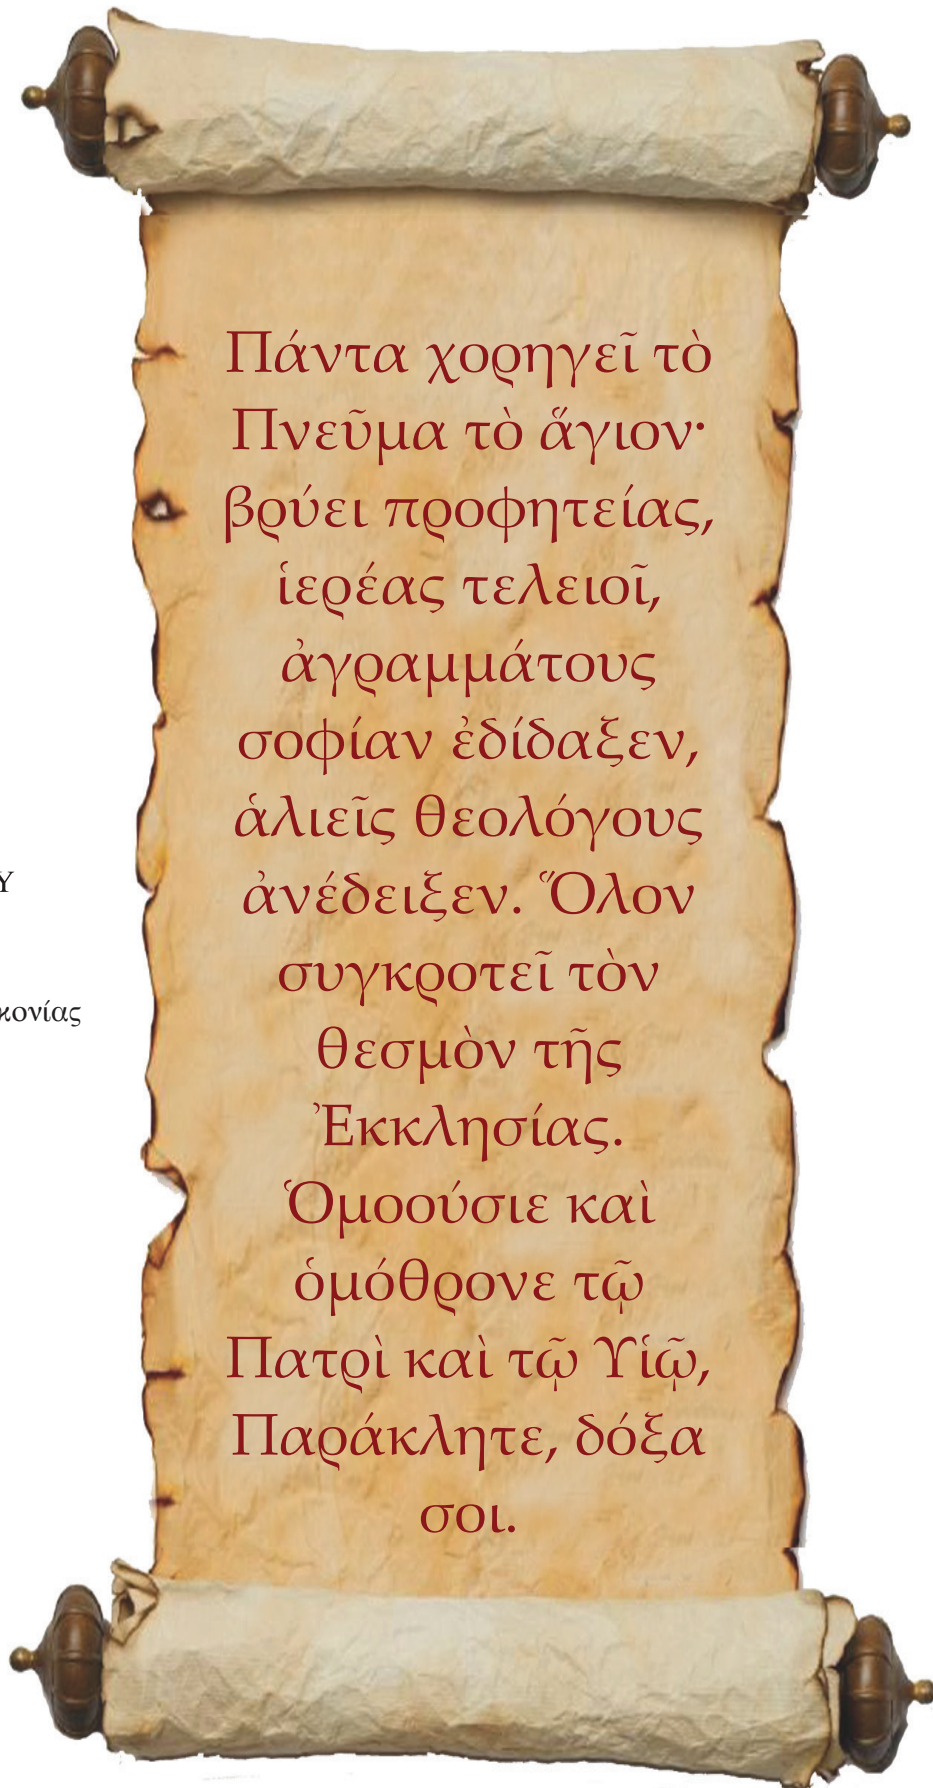 Πάντα χορηγεῖ τὸ
Πνεῦμα τὸ ἅγιον·
βρύει προφητείας,
ἱερέας τελειοῖ,
ἀγραμμάτους
σοφίαν ἐδίδαξεν,
ἁλιεῖς θεολόγους
ἀνέδειξεν. Ὅλον
συγκροτεῖ τὸν
θεσμὸν τῆς
Ἐκκλησίας.
Ὁμοούσιε καὶ
ὁμόθρονε τῷ
Πατρὶ καὶ τῷ Υἱῷ,
Παράκλητε, δόξα
σοι.